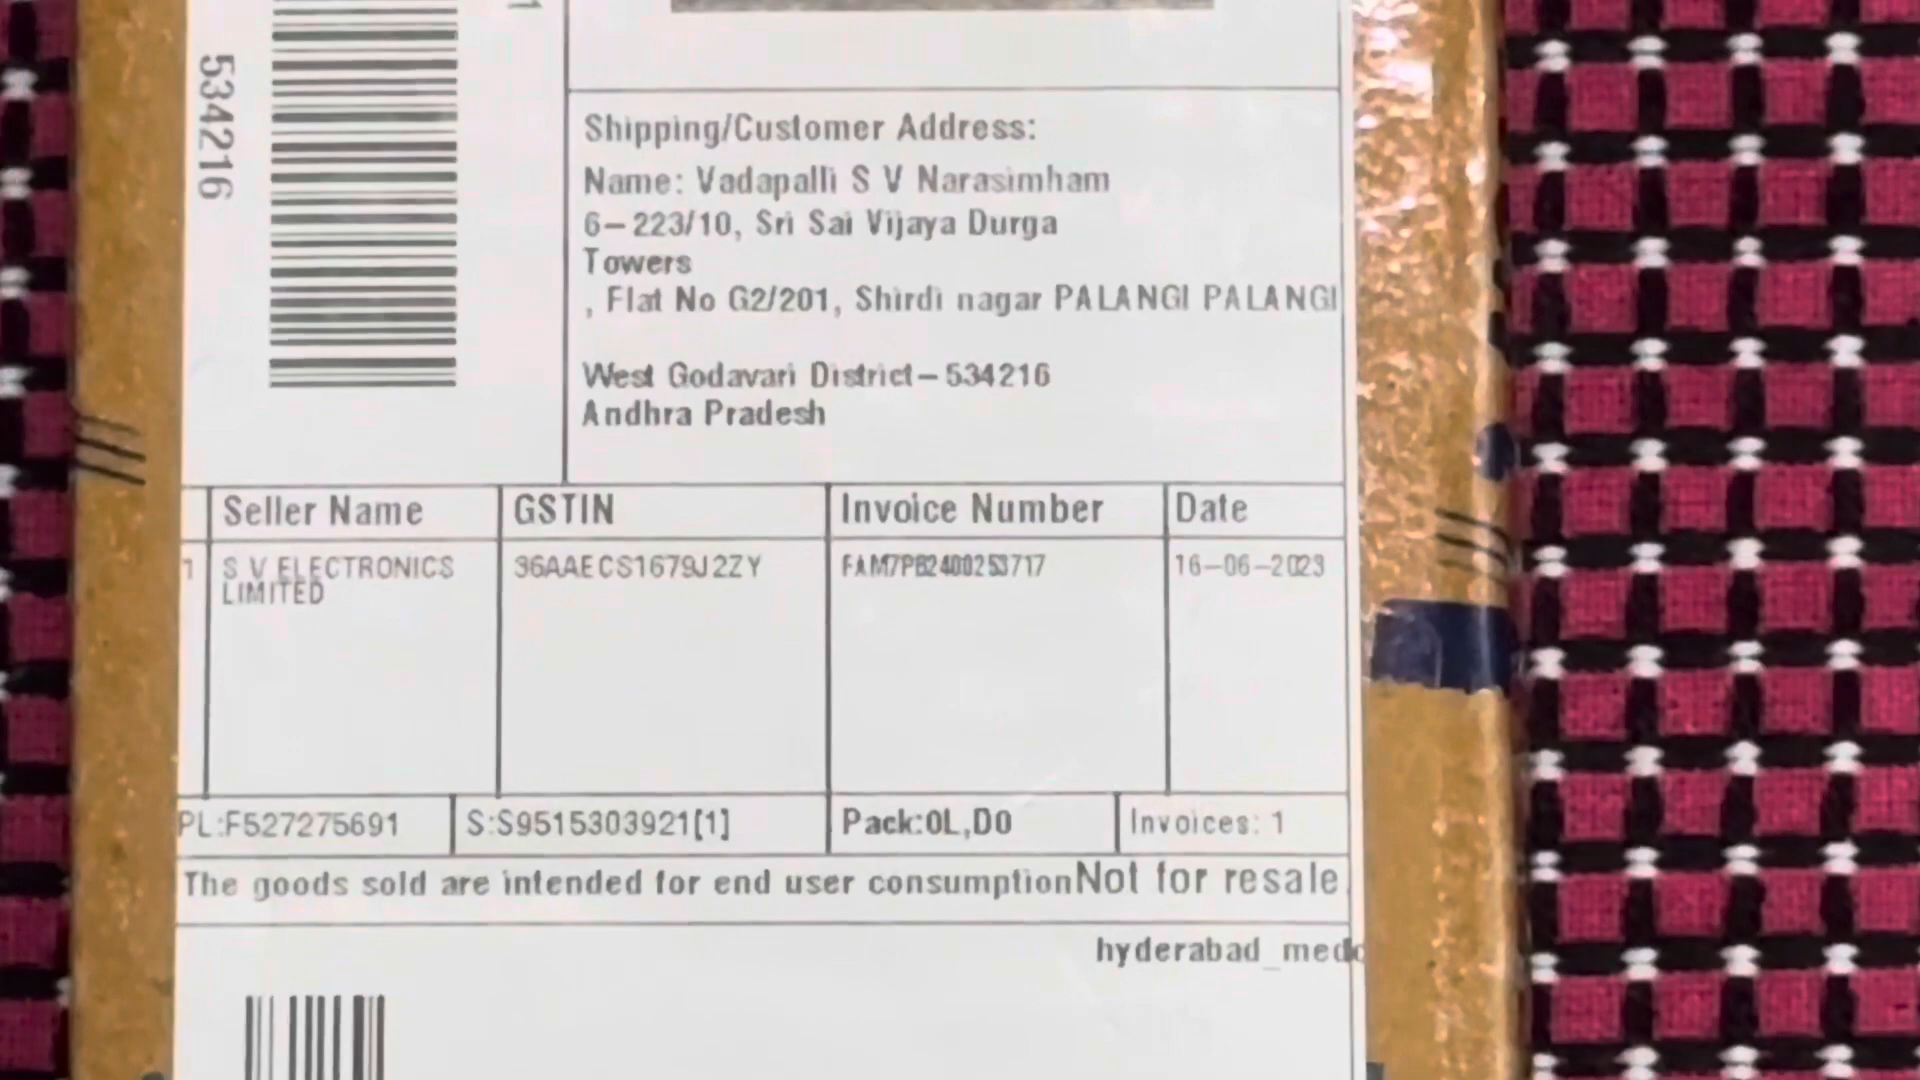 534216
Shipping/Customer Address:
Name: Vadapalli S V Narasimham
6-223/10, Sri Sai Vijaya Durga
Towers
, Flat No G2/201, Shirdi nagar PALANGI PALANGI
West Godavari District-534216
Andhra Pradesh
Seller Name GSTIN Invoice Number Date
1 S V ELECTRONICS LIMITED 36AAECS1679J2ZY FAM7PB2400253717 16-06-2023
PL:F527275691 S:S9515303921[1] Pack:0L,D0 Invoices: 1
The goods sold are intended for end user consumptionNot for resale.